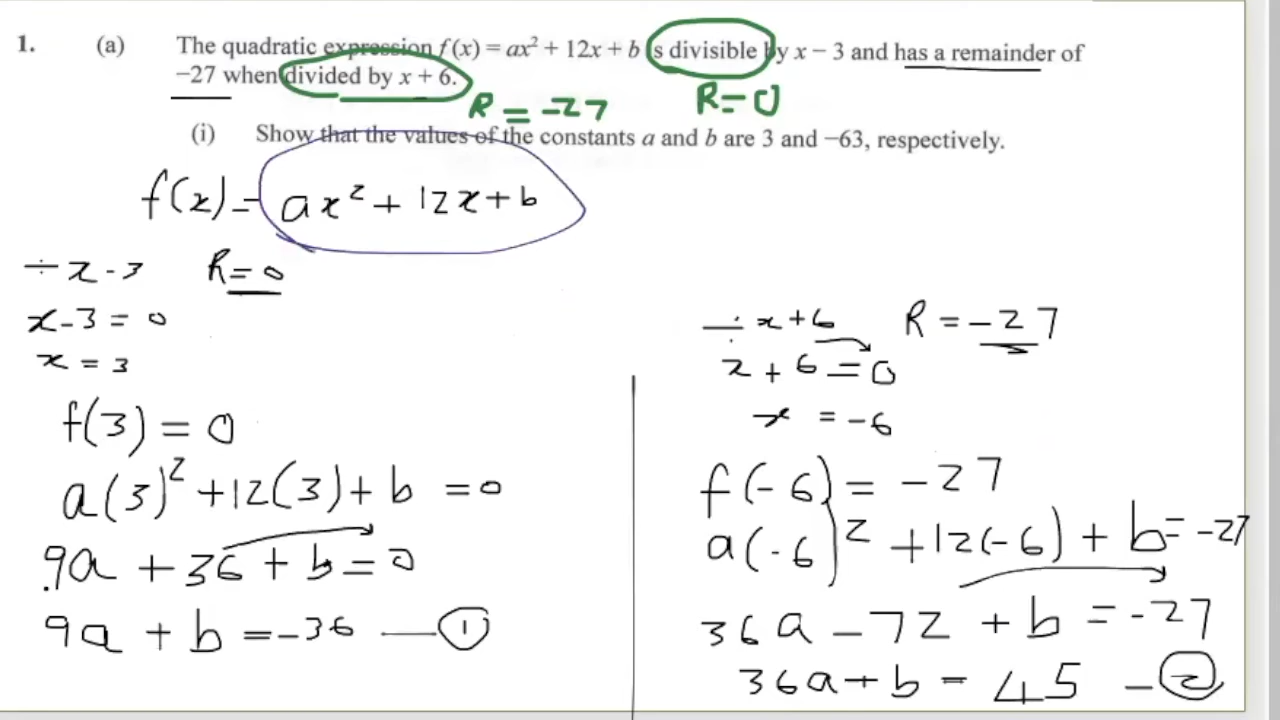 1. (a) The quadratic expression f(x) = ax² + 12x + b is divisible by x − 3 and has a remainder of
−27 when divided by x + 6.
R = -27 R=0
(i) Show that the values of the constants a and b are 3 and −63, respectively.
f(x) = ax² + 12x + b
÷ x - 3 R = 0
x - 3 = 0
x = 3
f(3) = 0
a(3)² + 12(3) + b = 0
9a + 36 + b = 0
9a + b = -36 — ①
÷ x + 6 R = -27
x + 6 = 0
x = -6
f(-6) = -27
a(-6)² + 12(-6) + b = -27
36a - 72 + b = -27
36a + b = 45 - ②